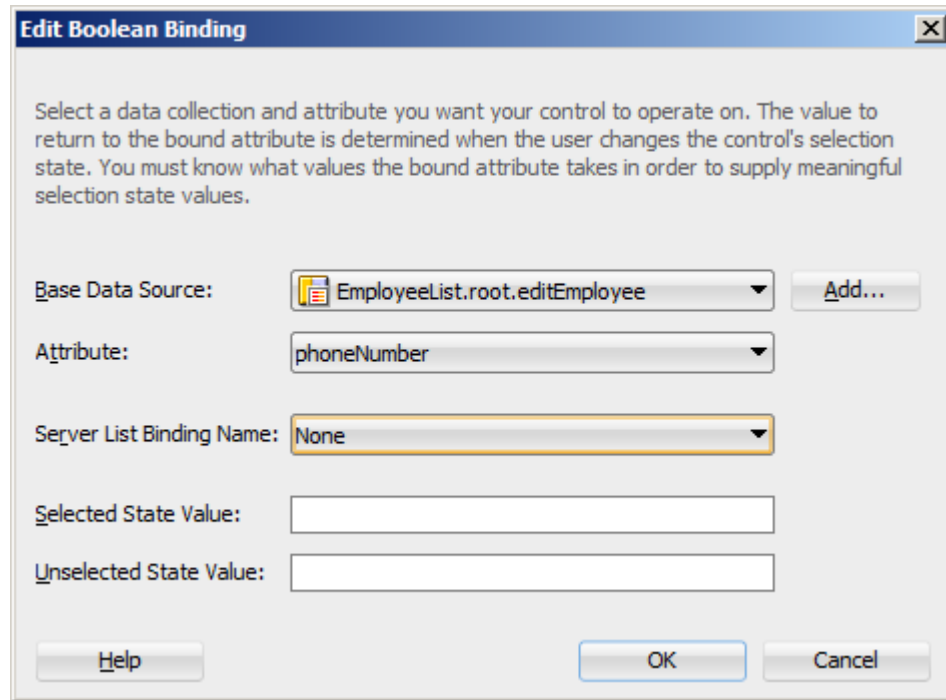 Edit Boolean Binding
Select a data collection and attribute you want your control to operate on. The value to
return to the bound attribute is determined when the user changes the control's selection
state. You must know what values the bound attribute takes in order to supply meaningful
selection state values.
Base Data Source: EmployeeList.root.editEmployee Add...
Attribute: phoneNumber
Server List Binding Name: None
Selected State Value:
Unselected State Value:
Help OK Cancel